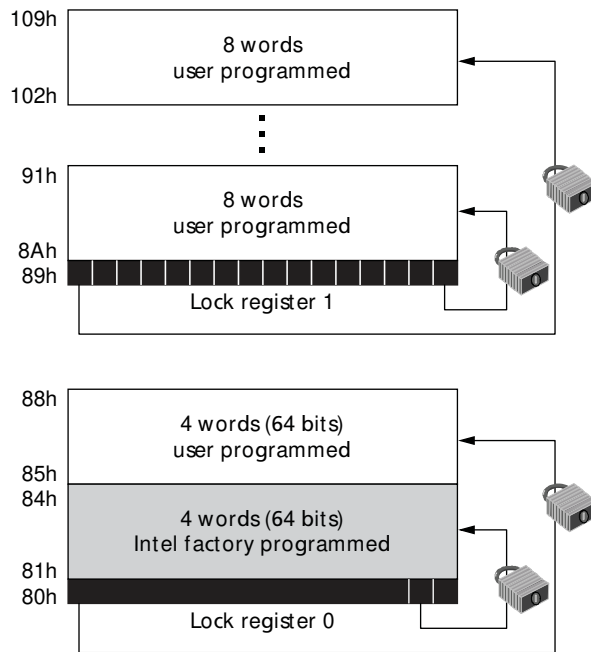 109h
8 words
user programmed
102h
91h
8 words
user programmed
8Ah
89h
Lock register 1
88h
4 words (64 bits)
user programmed
85h
84h
4 words (64 bits)
Intel factory programmed
81h
80h
Lock register 0